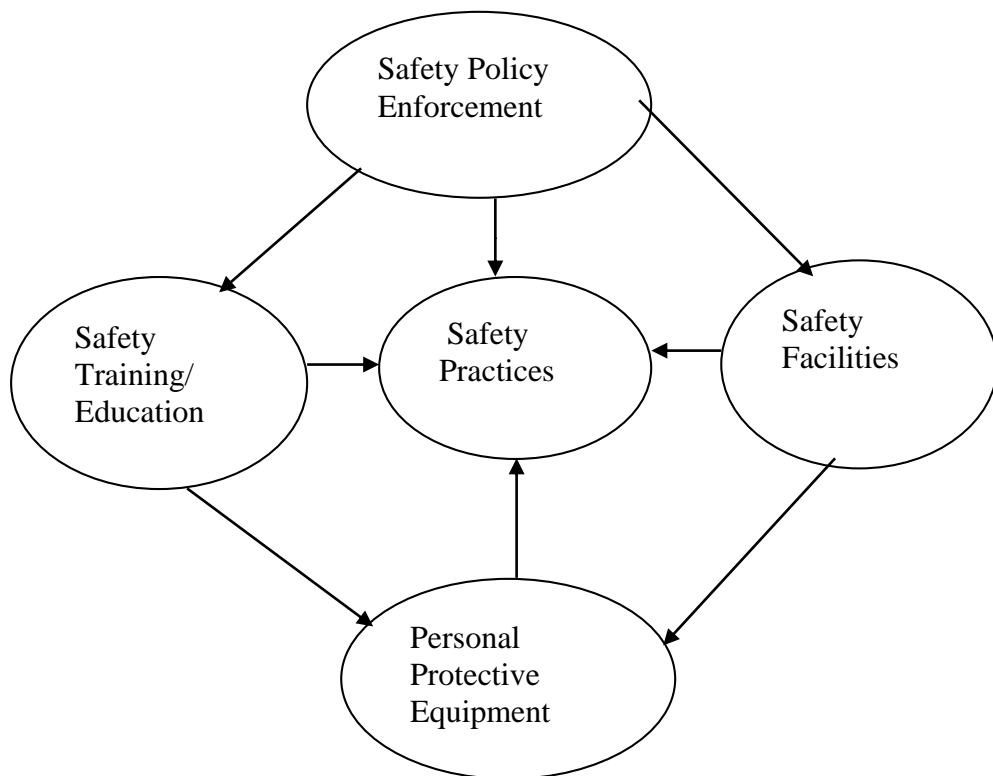 Safety Policy
Enforcement
Safety
Training/
Education
Safety
Practices
Safety
Facilities
Personal
Protective
Equipment